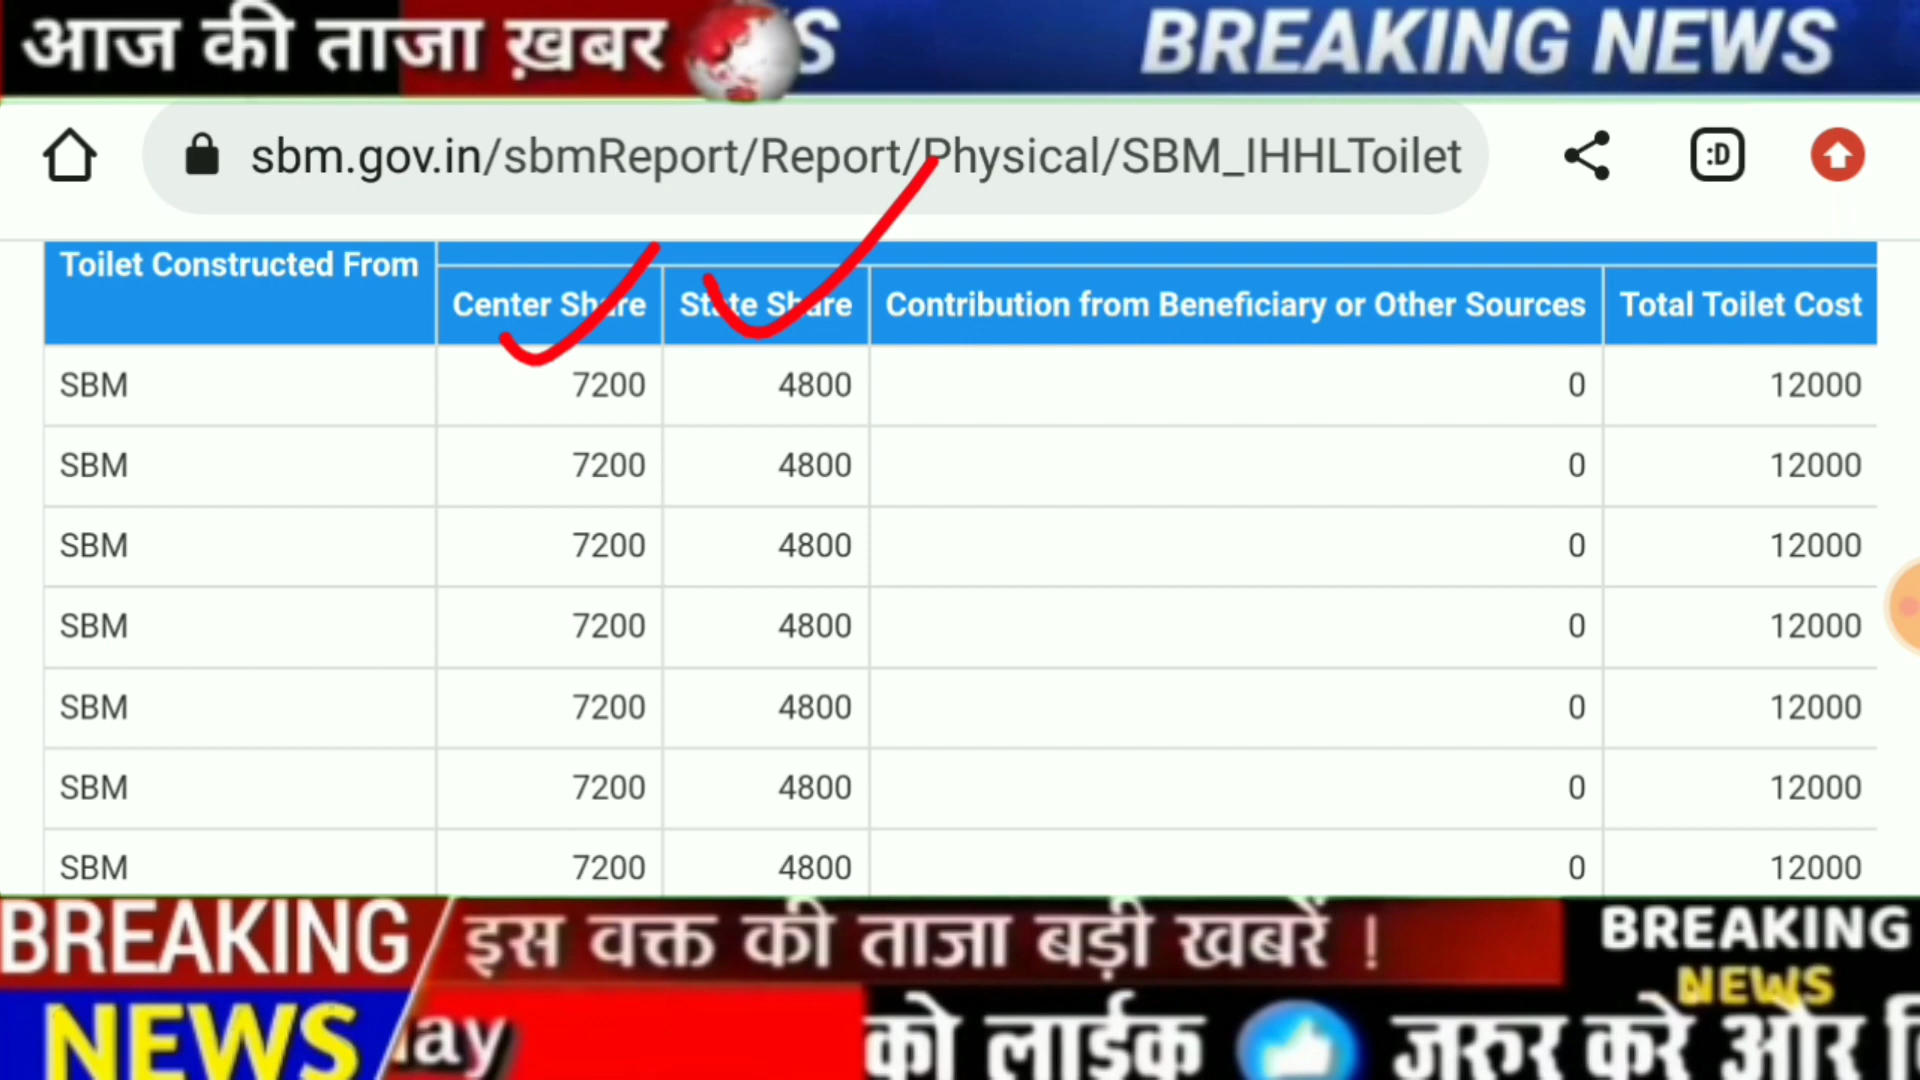 आज की ताजा ख़बर S BREAKING NEWS
sbm.gov.in/sbmReport/Report/Physical/SBM_IHHLToilet :D
Toilet Constructed From Center Share State Share Contribution from Beneficiary or Other Sources Total Toilet Cost
SBM 7200 4800 0 12000
SBM 7200 4800 0 12000
SBM 7200 4800 0 12000
SBM 7200 4800 0 12000
SBM 7200 4800 0 12000
SBM 7200 4800 0 12000
SBM 7200 4800 0 12000
BREAKING इस वक्त की ताजा बड़ी खबरें ! BREAKING
NEWS
NEWS को लाईक जरुर करे और